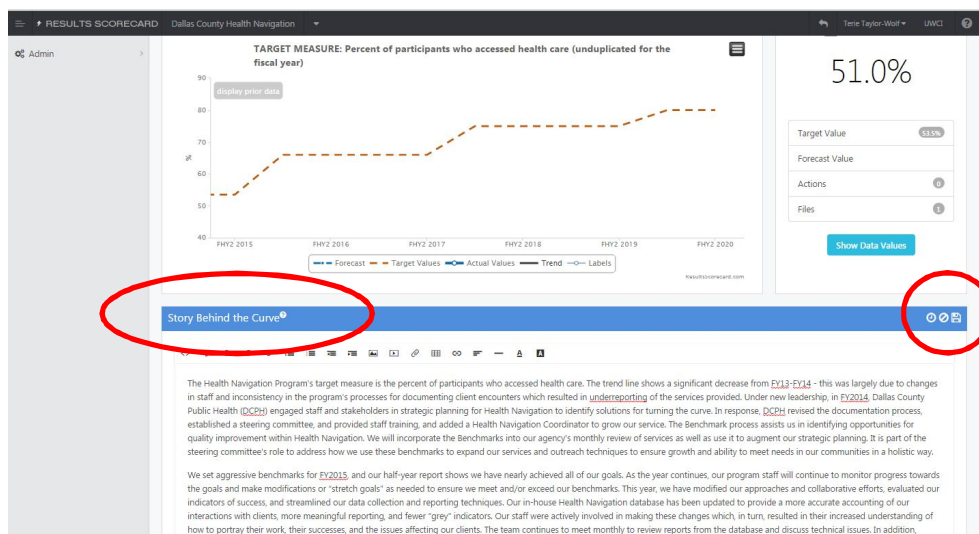 RESULTS SCORECARD Dallas County Health Navigation Terie Taylor-Wolf UWCI ?
Admin
TARGET MEASURE: Percent of participants who accessed health care (unduplicated for the
fiscal year)
90
display prior data
80
70
%
60
50
40
FHY2 2015 FHY2 2016 FHY2 2017 FHY2 2018 FHY2 2019 FHY2 2020
Forecast Target Values Actual Values Trend Labels
ResultsScorecard.com
51.0%
Target Value 53.5%
Forecast Value
Actions 0
Files 1
Show Data Values
Story Behind the Curve?
The Health Navigation Program's target measure is the percent of participants who accessed health care. The trend line shows a significant decrease from FY13-FY14 - this was largely due to changes
in staff and inconsistency in the program's processes for documenting client encounters which resulted in underreporting of the services provided. Under new leadership, in FY2014, Dallas County
Public Health (DCPH) engaged staff and stakeholders in strategic planning for Health Navigation to identify solutions for turning the curve. In response, DCPH revised the documentation process,
established a steering committee, and provided staff training, and added a Health Navigation Coordinator to grow our service. The Benchmark process assists us in identifying opportunities for
quality improvement within Health Navigation. We will incorporate the Benchmarks into our agency's monthly review of services as well as use it to augment our strategic planning. It is part of the
steering committee's role to address how we use these benchmarks to expand our services and outreach techniques to ensure growth and ability to meet needs in our communities in a holistic way.
We set aggressive benchmarks for FY2015, and our half-year report shows we have nearly achieved all of our goals. As the year continues, our program staff will continue to monitor progress towards
the goals and make modifications or "stretch goals" as needed to ensure we meet and/or exceed our benchmarks. This year, we have modified our approaches and collaborative efforts, evaluated our
indicators of success, and streamlined our data collection and reporting techniques. Our in-house Health Navigation database has been updated to provide a more accurate accounting of our
interactions with clients, more meaningful reporting, and fewer "grey" indicators. Our staff were actively involved in making these changes which, in turn, resulted in their increased understanding of
how to portray their work, their successes, and the issues affecting our clients. The team continues to meet monthly to review reports from the database and discuss technical issues. In addition,